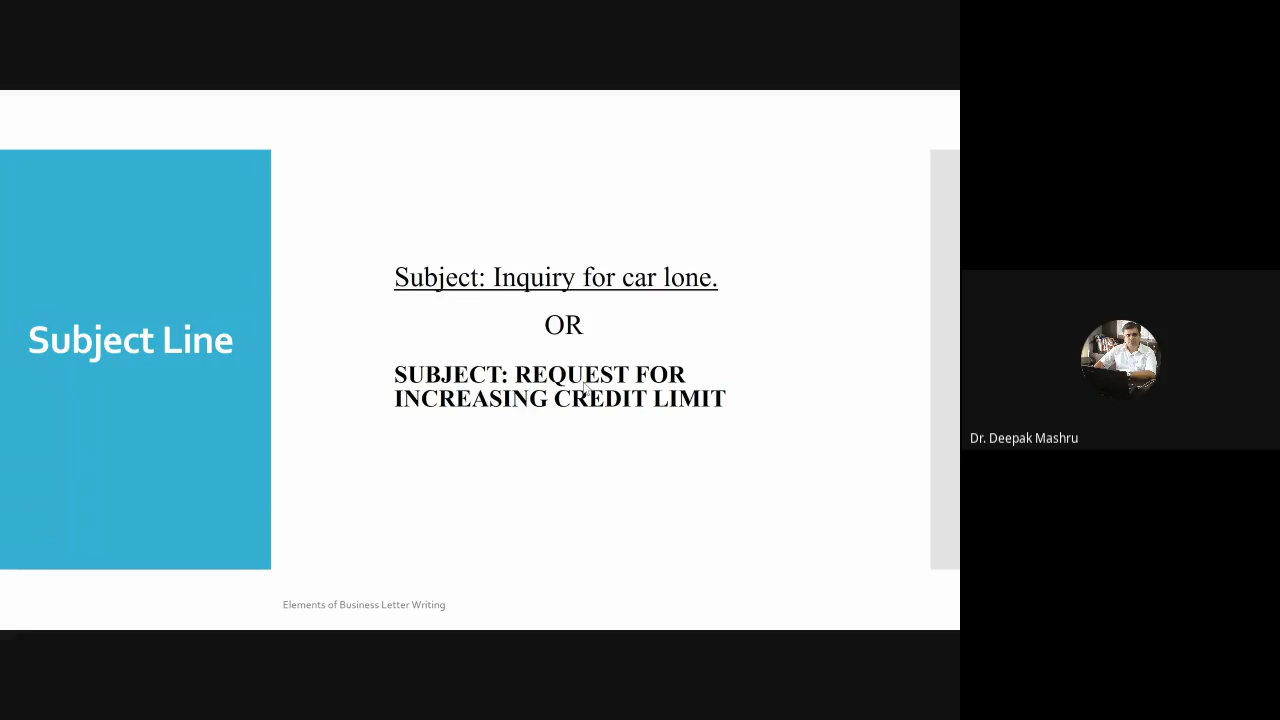 Subject Line
Subject: Inquiry for car lone.
OR
SUBJECT: REQUEST FOR
INCREASING CREDIT LIMIT
Elements of Business Letter Writing
Dr. Deepak Mashru